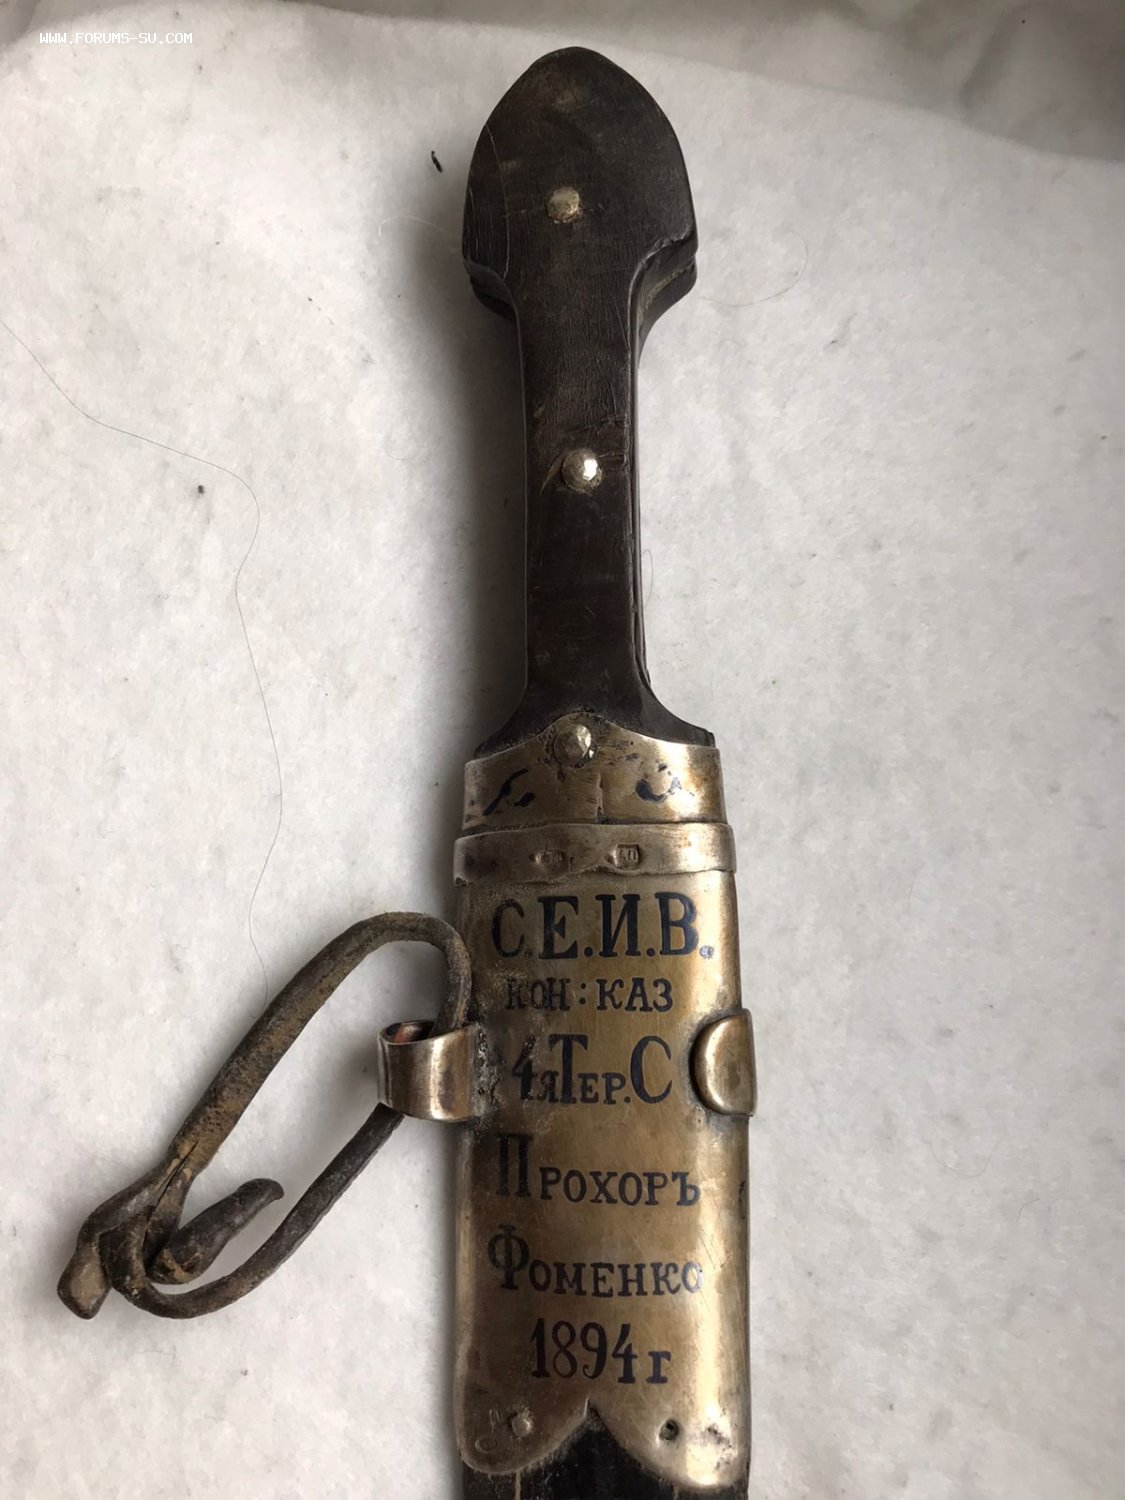 WWW.FORUMS-SU.COM
С.Е.И.В.
КОН:КАЗ
4яТЕР.С
ПРОХОРЪ
ФОМЕНКО
1894г